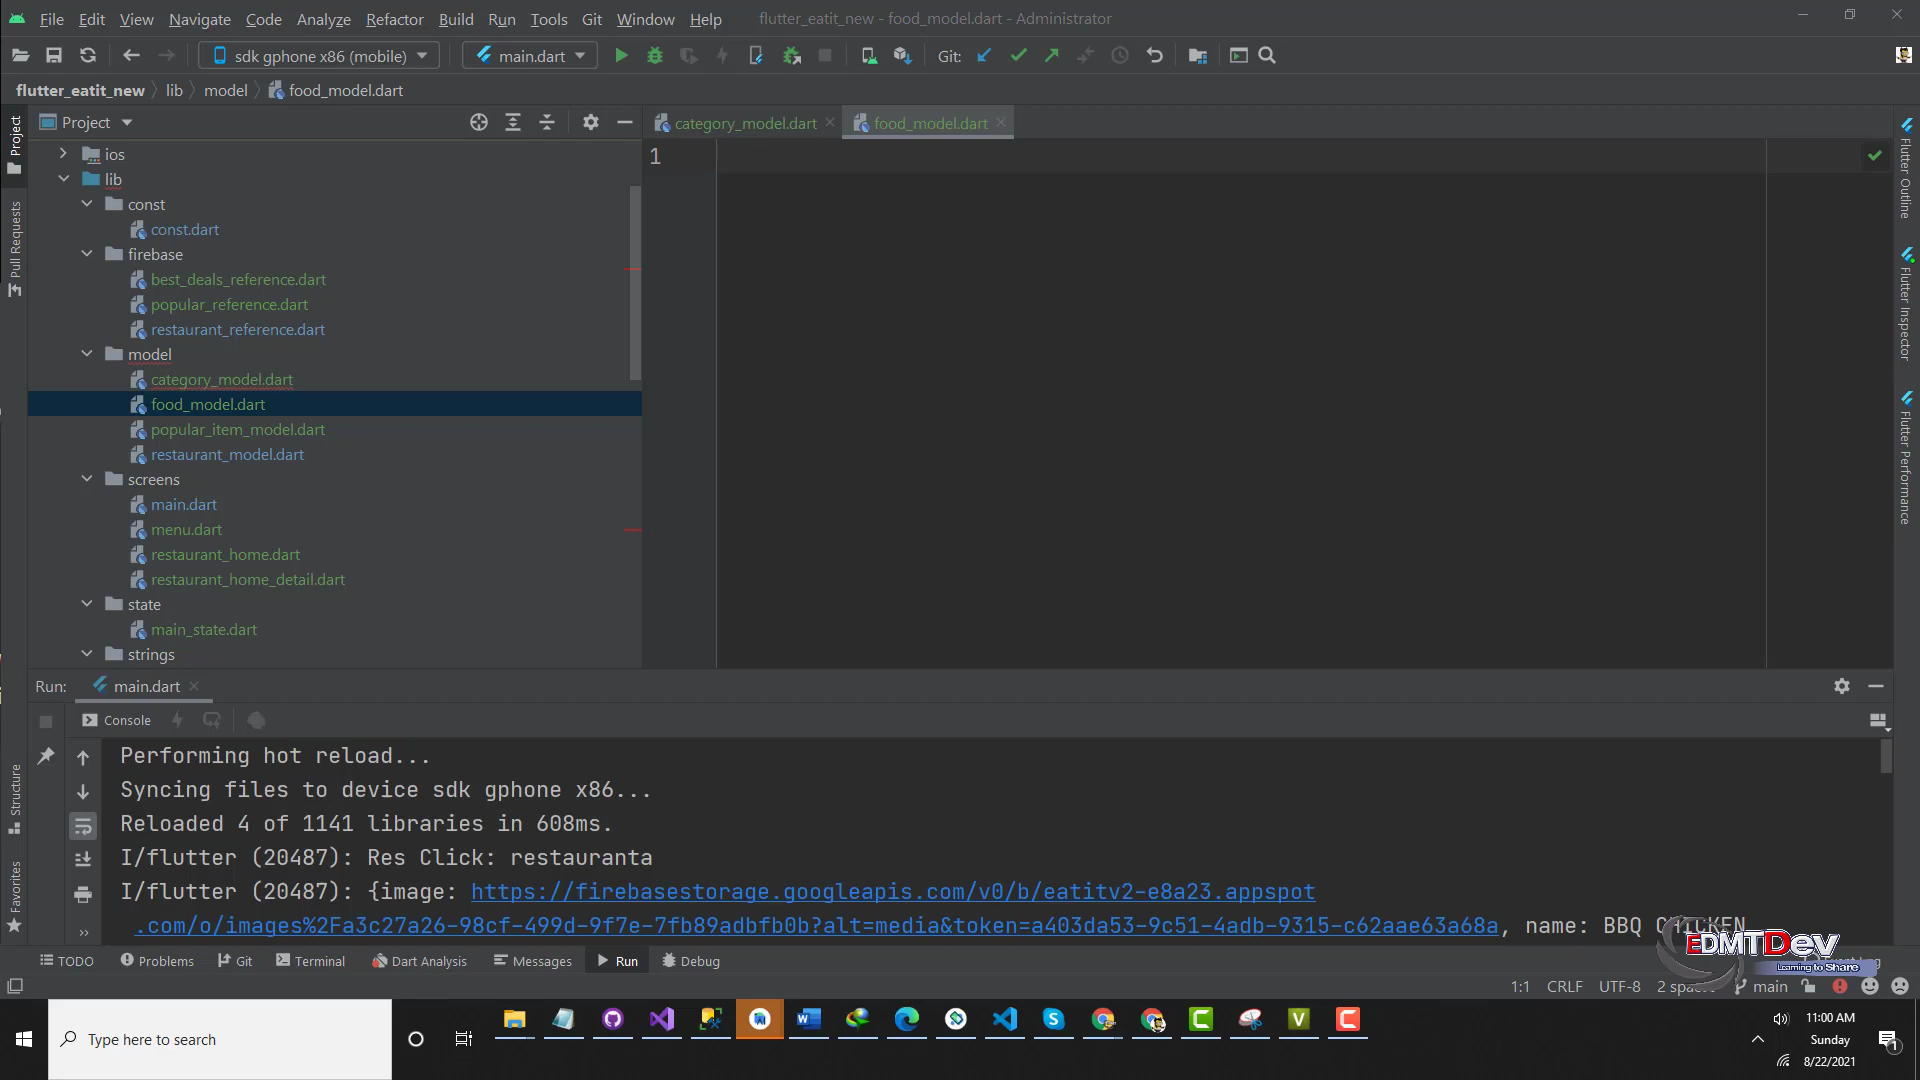 File Edit View Navigate Code Analyze Refactor Build Run Tools Git Window Help flutter_eatit_new - food_model.dart - Administrator
sdk gphone x86 (mobile) main.dart Git:
flutter_eatit_new lib model food_model.dart
Project
Project
category_model.dart
food_model.dart
ios
lib
const
const.dart
firebase
best_deals_reference.dart
popular_reference.dart
restaurant_reference.dart
model
category_model.dart
food_model.dart
popular_item_model.dart
restaurant_model.dart
screens
main.dart
menu.dart
restaurant_home.dart
restaurant_home_detail.dart
state
main_state.dart
strings
1
Pull Requests
Structure
Favorites
Flutter Outline
Flutter Inspector
Flutter Performance
Run: main.dart
Console
Performing hot reload...
Syncing files to device sdk gphone x86...
Reloaded 4 of 1141 libraries in 608ms.
I/flutter (20487): Res Click: restauranta
I/flutter (20487): {image: https://firebasestorage.googleapis.com/v0/b/eatitv2-e8a23.appspot
.com/o/images%2Fa3c27a26-98cf-499d-9f7e-7fb89adbfb0b?alt=media&token=a403da53-9c51-4adb-9315-c62aae63a68a, name: BBQ CHICKEN
TODO Problems Git Terminal Dart Analysis Messages Run Debug
EDMTDev
Learning to Share
1:1 CRLF UTF-8 main
Type here to search
11:00 AM
Sunday
8/22/2021
1